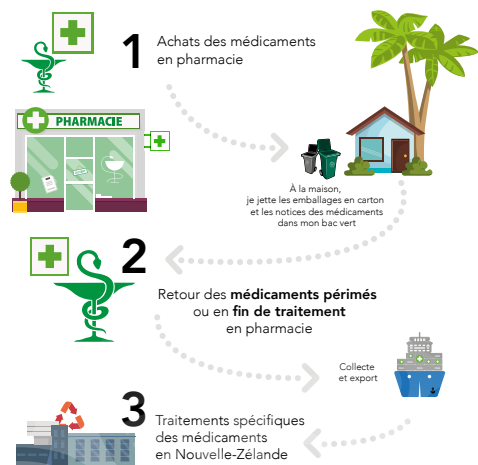 1
Achats des médicaments
en pharmacie
PHARMACIE
À la maison,
je jette les emballages en carton
et les notices des médicaments
dans mon bac vert
2
Retour des médicaments périmés
ou en fin de traitement
en pharmacie
Collecte
et export
3
Traitements spécifiques
des médicaments
en Nouvelle-Zélande